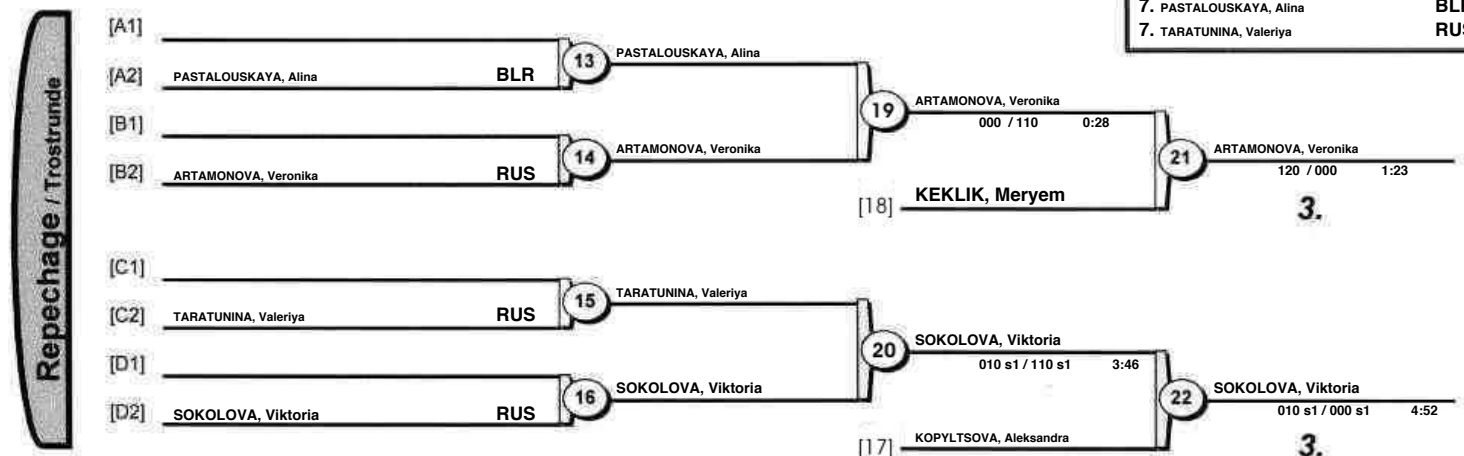 7. PASTALOUSKAYA, Alina BLR
7. TARATUNINA, Valeriya RUS
Repechage / Trostrunde
[A1]
[A2] PASTALOUSKAYA, Alina BLR
13 PASTALOUSKAYA, Alina
[B1]
[B2] ARTAMONOVA, Veronika RUS
14 ARTAMONOVA, Veronika
19 ARTAMONOVA, Veronika
000 / 110 0:28
[18] KEKLIK, Meryem
21 ARTAMONOVA, Veronika
120 / 000 1:23
3.
[C1]
[C2] TARATUNINA, Valeriya RUS
15 TARATUNINA, Valeriya
[D1]
[D2] SOKOLOVA, Viktoria RUS
16 SOKOLOVA, Viktoria
20 SOKOLOVA, Viktoria
010 s1 / 110 s1 3:46
[17] KOPYLTSOVA, Aleksandra
22 SOKOLOVA, Viktoria
010 s1 / 000 s1 4:52
3.